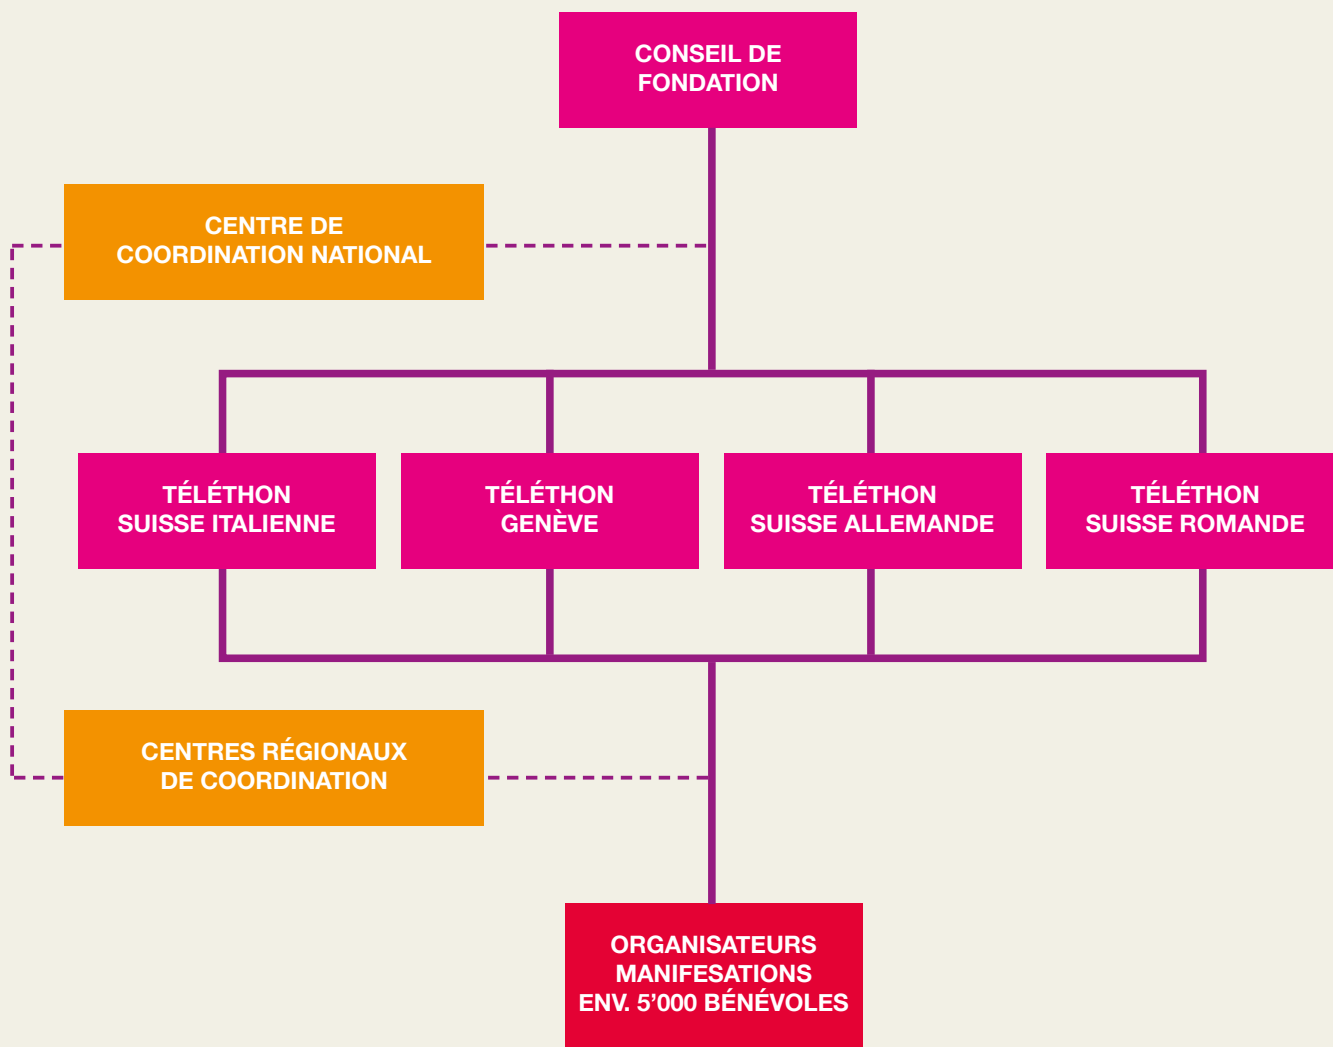 CONSEIL DE
FONDATION
CENTRE DE
COORDINATION NATIONAL
TÉLÉTHON
SUISSE ITALIENNE
TÉLÉTHON
GENÈVE
TÉLÉTHON
SUISSE ALLEMANDE
TÉLÉTHON
SUISSE ROMANDE
CENTRES RÉGIONAUX
DE COORDINATION
ORGANISATEURS
MANIFESATIONS
ENV. 5’000 BÉNÉVOLES